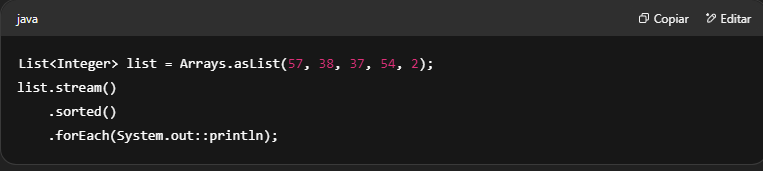 java
Copiar
Editar
List<Integer> list = Arrays.asList(57, 38, 37, 54, 2);
list.stream()
    .sorted()
    .forEach(System.out::println);